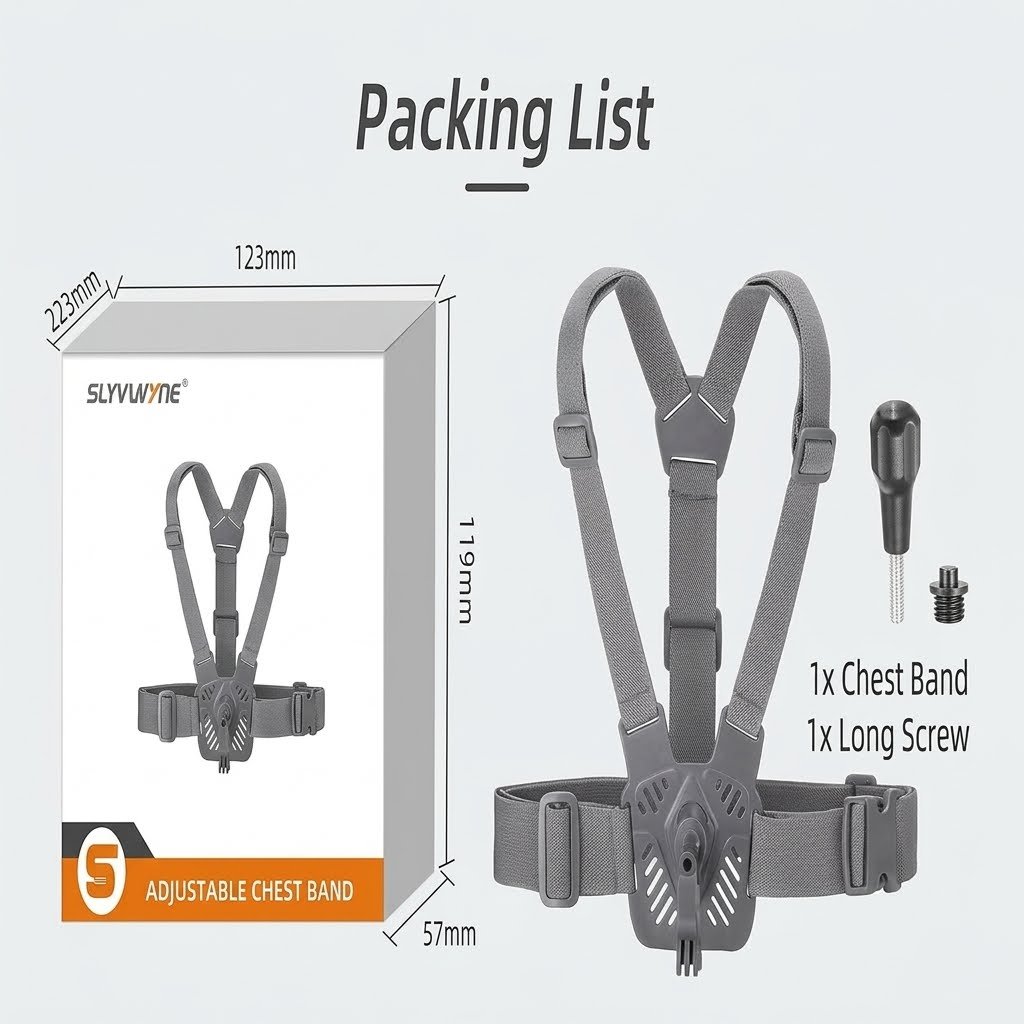 Packing List
123mm
223mm
SLYVWYNE®
119mm
1x Chest Band
1x Long Screw
S
ADJUSTABLE CHEST BAND
57mm